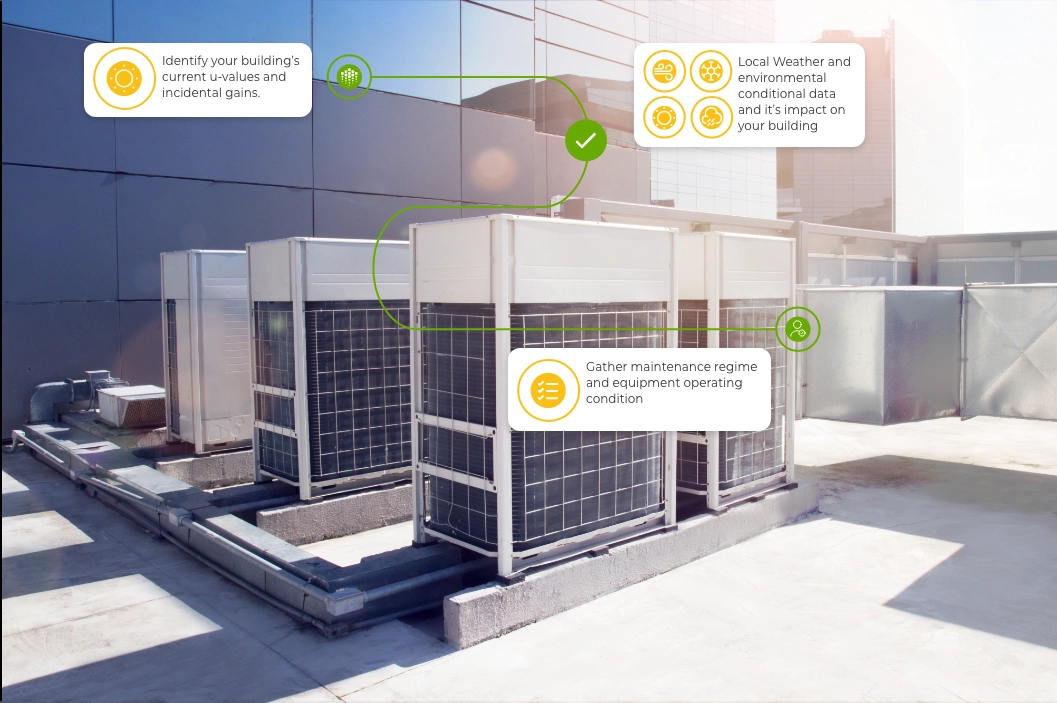 Identify your building's
current u-values and
incidental gains.
Local Weather and
environmental
conditional data
and it's impact on
your building
Gather maintenance regime
and equipment operating
condition